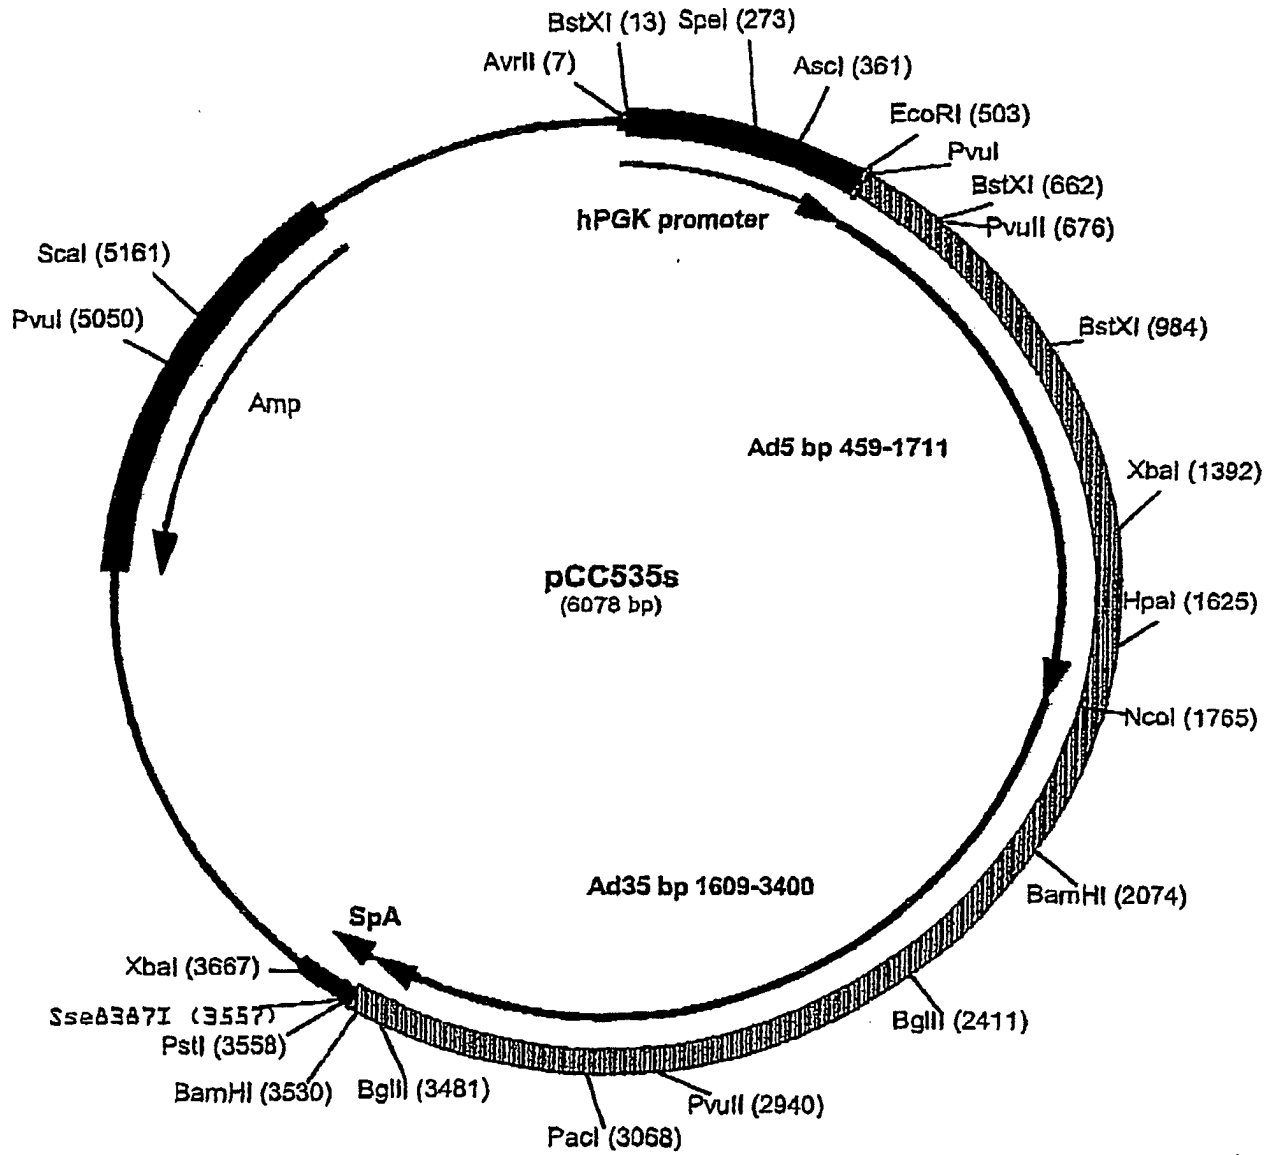 BstXI (13)
SpeI (273)
AvrII (7)
AscI (361)
EcoRI (503)
PvuI
BstXI (662)
PvuII (676)
hPGK promoter
ScaI (5161)
PvuI (5050)
BstXI (984)
Amp
Ad5 bp 459-1711
XbaI (1392)
pCC535s
(6078 bp)
HpaI (1625)
NcoI (1765)
Ad35 bp 1609-3400
BamHI (2074)
SpA
XbaI (3667)
Sse8387I (3557)
BglII (2411)
PstI (3558)
BamHI (3530)
BglII (3481)
PvuII (2940)
PacI (3068)